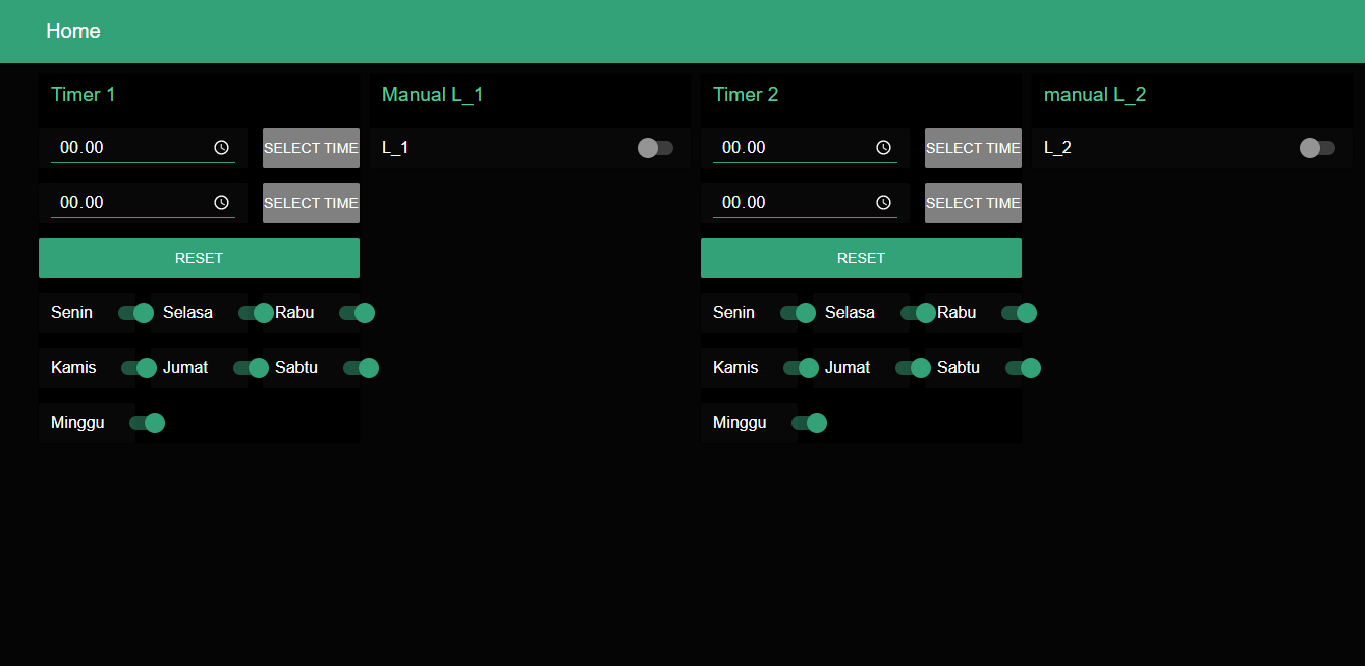 Home
Timer 1
00.00 SELECT TIME
00.00 SELECT TIME
RESET
Senin Selasa Rabu
Kamis Jumat Sabtu
Minggu
Manual L_1
L_1
Timer 2
00.00 SELECT TIME
00.00 SELECT TIME
RESET
Senin Selasa Rabu
Kamis Jumat Sabtu
Minggu
manual L_2
L_2